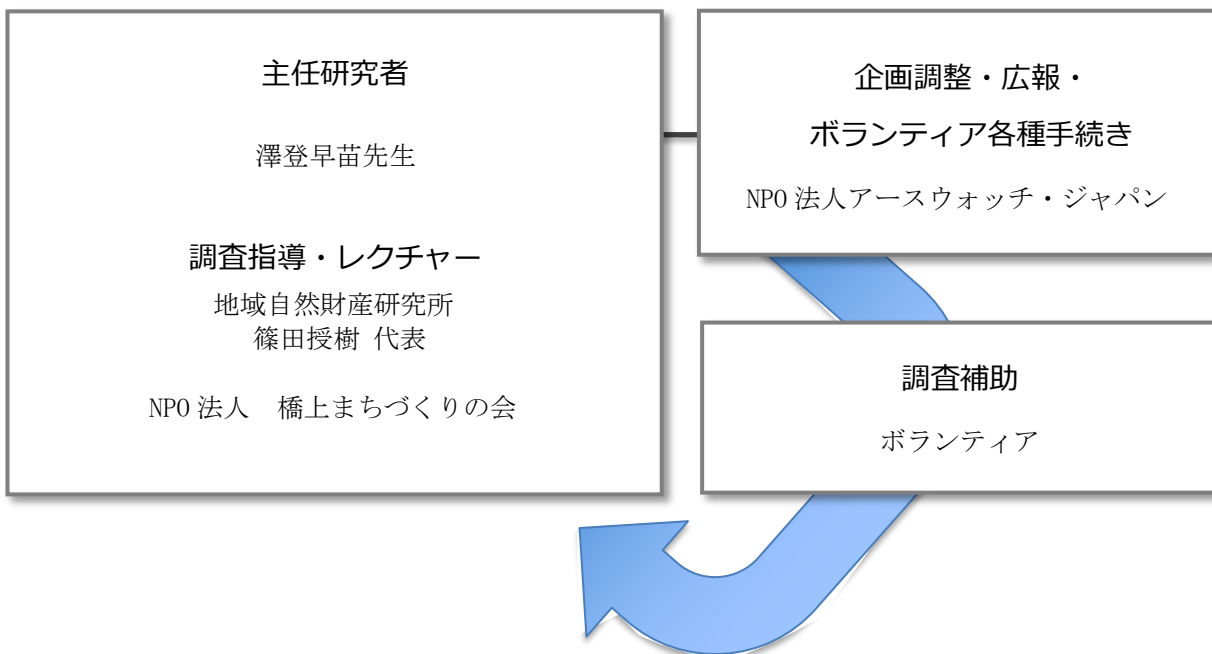 主任研究者
澤登早苗先生
調査指導・レクチャー
地域自然財産研究所
篠田授樹 代表
NPO 法人　橋上まちづくりの会
企画調整・広報・
ボランティア各種手続き
NPO 法人アースウォッチ・ジャパン
調査補助
ボランティア